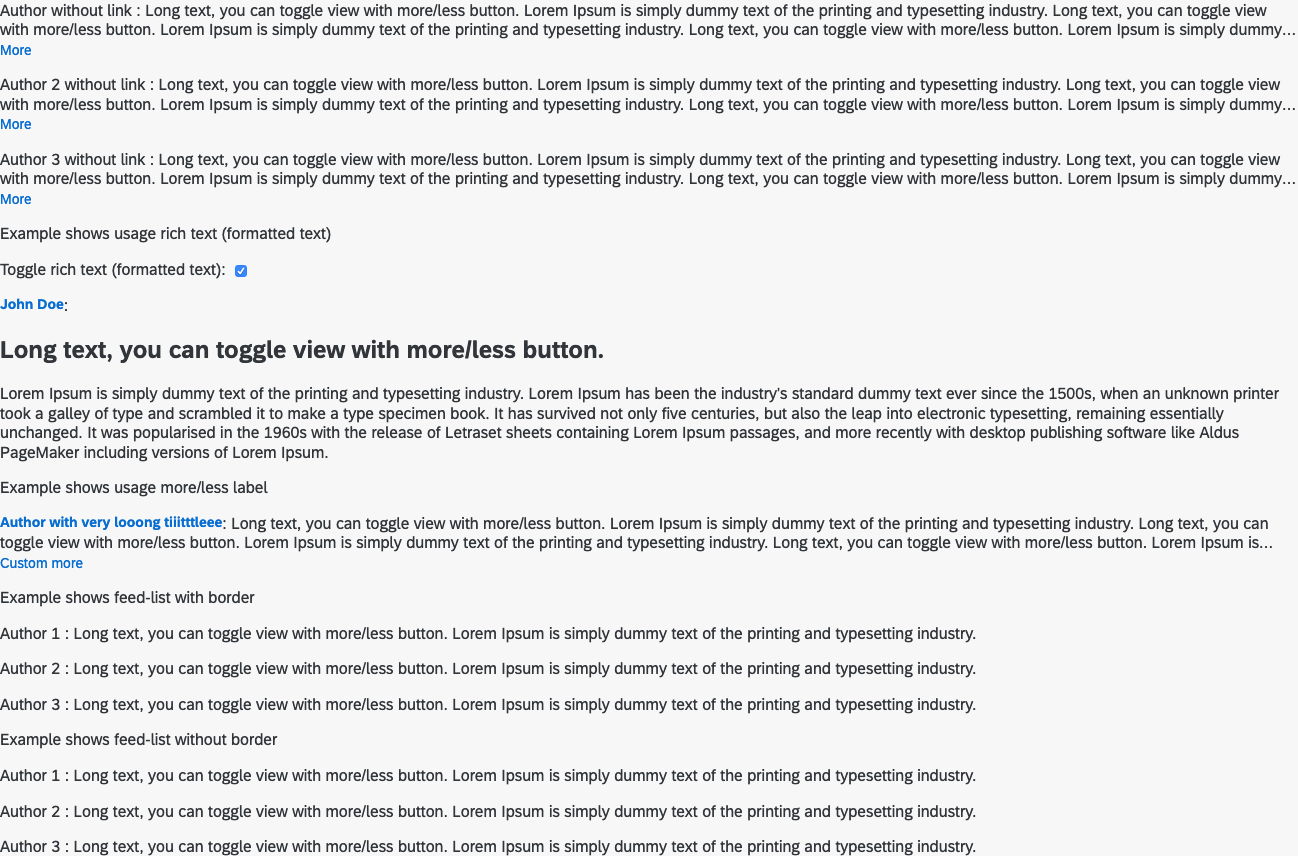 Author without link : Long text, you can toggle view with more/less button. Lorem Ipsum is simply dummy text of the printing and typesetting industry. Long text, you can toggle view
with more/less button. Lorem Ipsum is simply dummy text of the printing and typesetting industry. Long text, you can toggle view with more/less button. Lorem Ipsum is simply dummy...
More
Author 2 without link : Long text, you can toggle view with more/less button. Lorem Ipsum is simply dummy text of the printing and typesetting industry. Long text, you can toggle view
with more/less button. Lorem Ipsum is simply dummy text of the printing and typesetting industry. Long text, you can toggle view with more/less button. Lorem Ipsum is simply dummy...
More
Author 3 without link : Long text, you can toggle view with more/less button. Lorem Ipsum is simply dummy text of the printing and typesetting industry. Long text, you can toggle view
with more/less button. Lorem Ipsum is simply dummy text of the printing and typesetting industry. Long text, you can toggle view with more/less button. Lorem Ipsum is simply dummy...
More
Example shows usage rich text (formatted text)
Toggle rich text (formatted text):
John Doe:
Long text, you can toggle view with more/less button.
Lorem Ipsum is simply dummy text of the printing and typesetting industry. Lorem Ipsum has been the industry's standard dummy text ever since the 1500s, when an unknown printer
took a galley of type and scrambled it to make a type specimen book. It has survived not only five centuries, but also the leap into electronic typesetting, remaining essentially
unchanged. It was popularised in the 1960s with the release of Letraset sheets containing Lorem Ipsum passages, and more recently with desktop publishing software like Aldus
PageMaker including versions of Lorem Ipsum.
Example shows usage more/less label
Author with very looong tiiitttleee: Long text, you can toggle view with more/less button. Lorem Ipsum is simply dummy text of the printing and typesetting industry. Long text, you can
toggle view with more/less button. Lorem Ipsum is simply dummy text of the printing and typesetting industry. Long text, you can toggle view with more/less button. Lorem Ipsum is...
Custom more
Example shows feed-list with border
Author 1 : Long text, you can toggle view with more/less button. Lorem Ipsum is simply dummy text of the printing and typesetting industry.
Author 2 : Long text, you can toggle view with more/less button. Lorem Ipsum is simply dummy text of the printing and typesetting industry.
Author 3 : Long text, you can toggle view with more/less button. Lorem Ipsum is simply dummy text of the printing and typesetting industry.
Example shows feed-list without border
Author 1 : Long text, you can toggle view with more/less button. Lorem Ipsum is simply dummy text of the printing and typesetting industry.
Author 2 : Long text, you can toggle view with more/less button. Lorem Ipsum is simply dummy text of the printing and typesetting industry.
Author 3 : Long text, you can toggle view with more/less button. Lorem Ipsum is simply dummy text of the printing and typesetting industry.